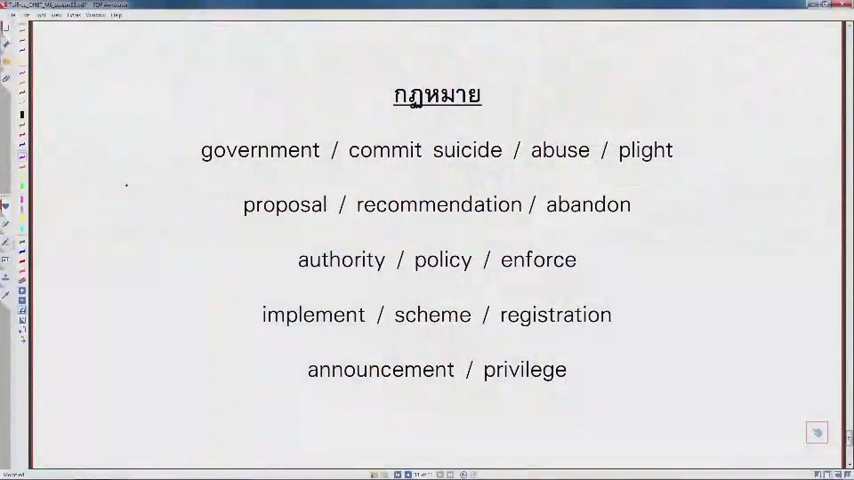 กฎหมาย
government / commit suicide / abuse / plight
proposal / recommendation / abandon
authority / policy / enforce
implement / scheme / registration
announcement / privilege